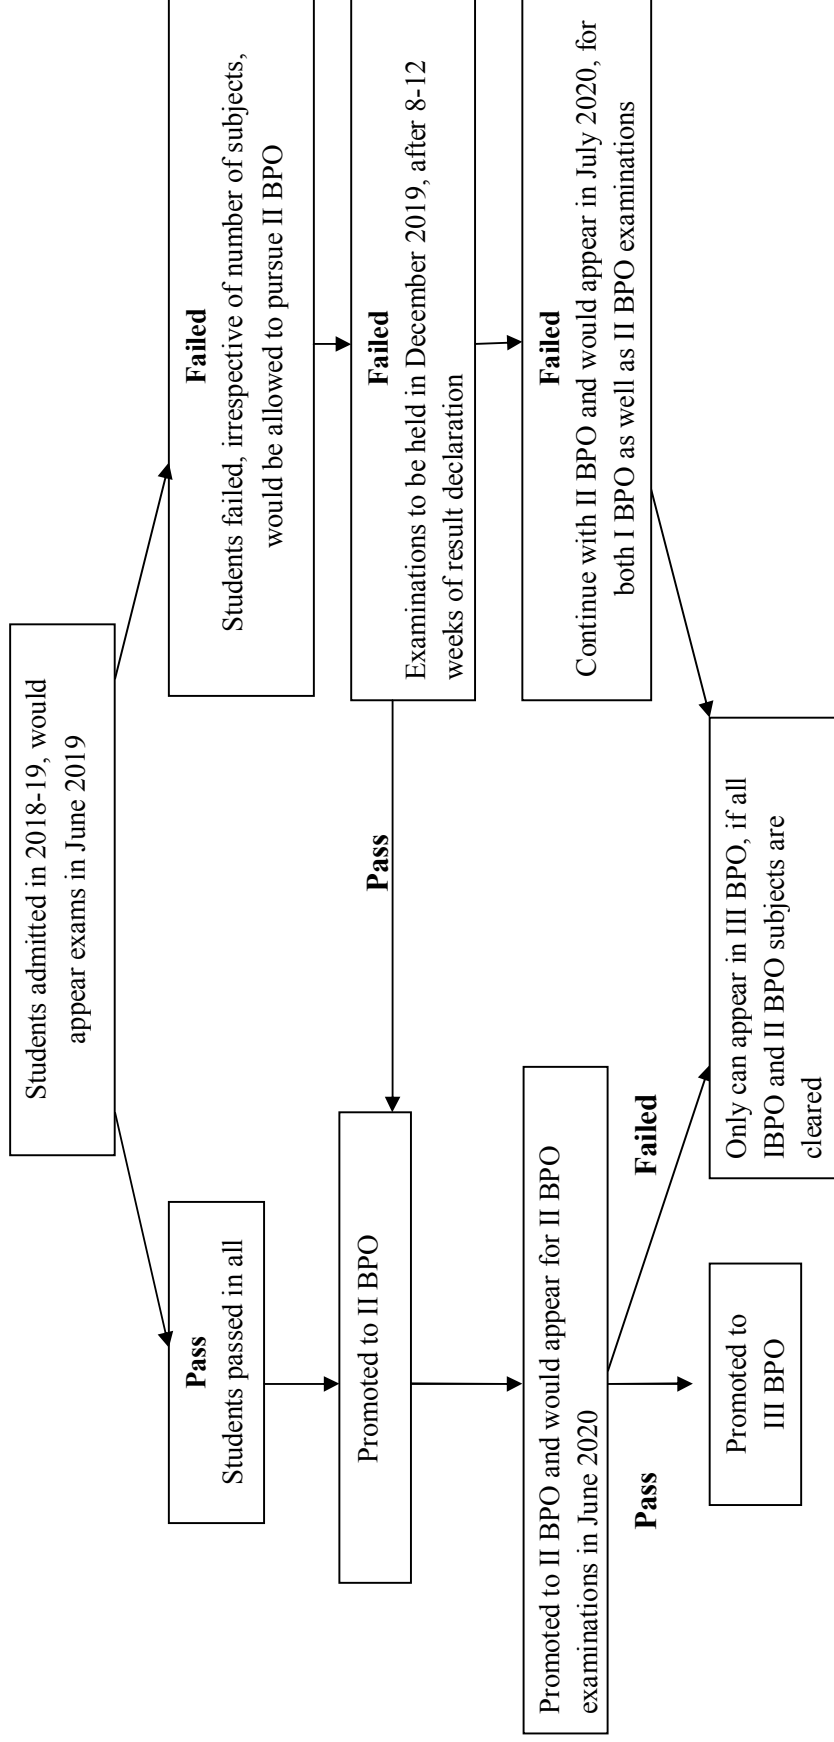 Students admitted in 2018-19, would
appear exams in June 2019
Pass
Students passed in all
Failed
Students failed, irrespective of number of subjects,
would be allowed to pursue II BPO
Promoted to II BPO
Pass
Failed
Examinations to be held in December 2019, after 8-12
weeks of result declaration
Promoted to II BPO and would appear for II BPO
examinations in June 2020
Failed
Continue with II BPO and would appear in July 2020, for
both I BPO as well as II BPO examinations
Pass
Failed
Promoted to
III BPO
Only can appear in III BPO, if all
IBPO and II BPO subjects are
cleared